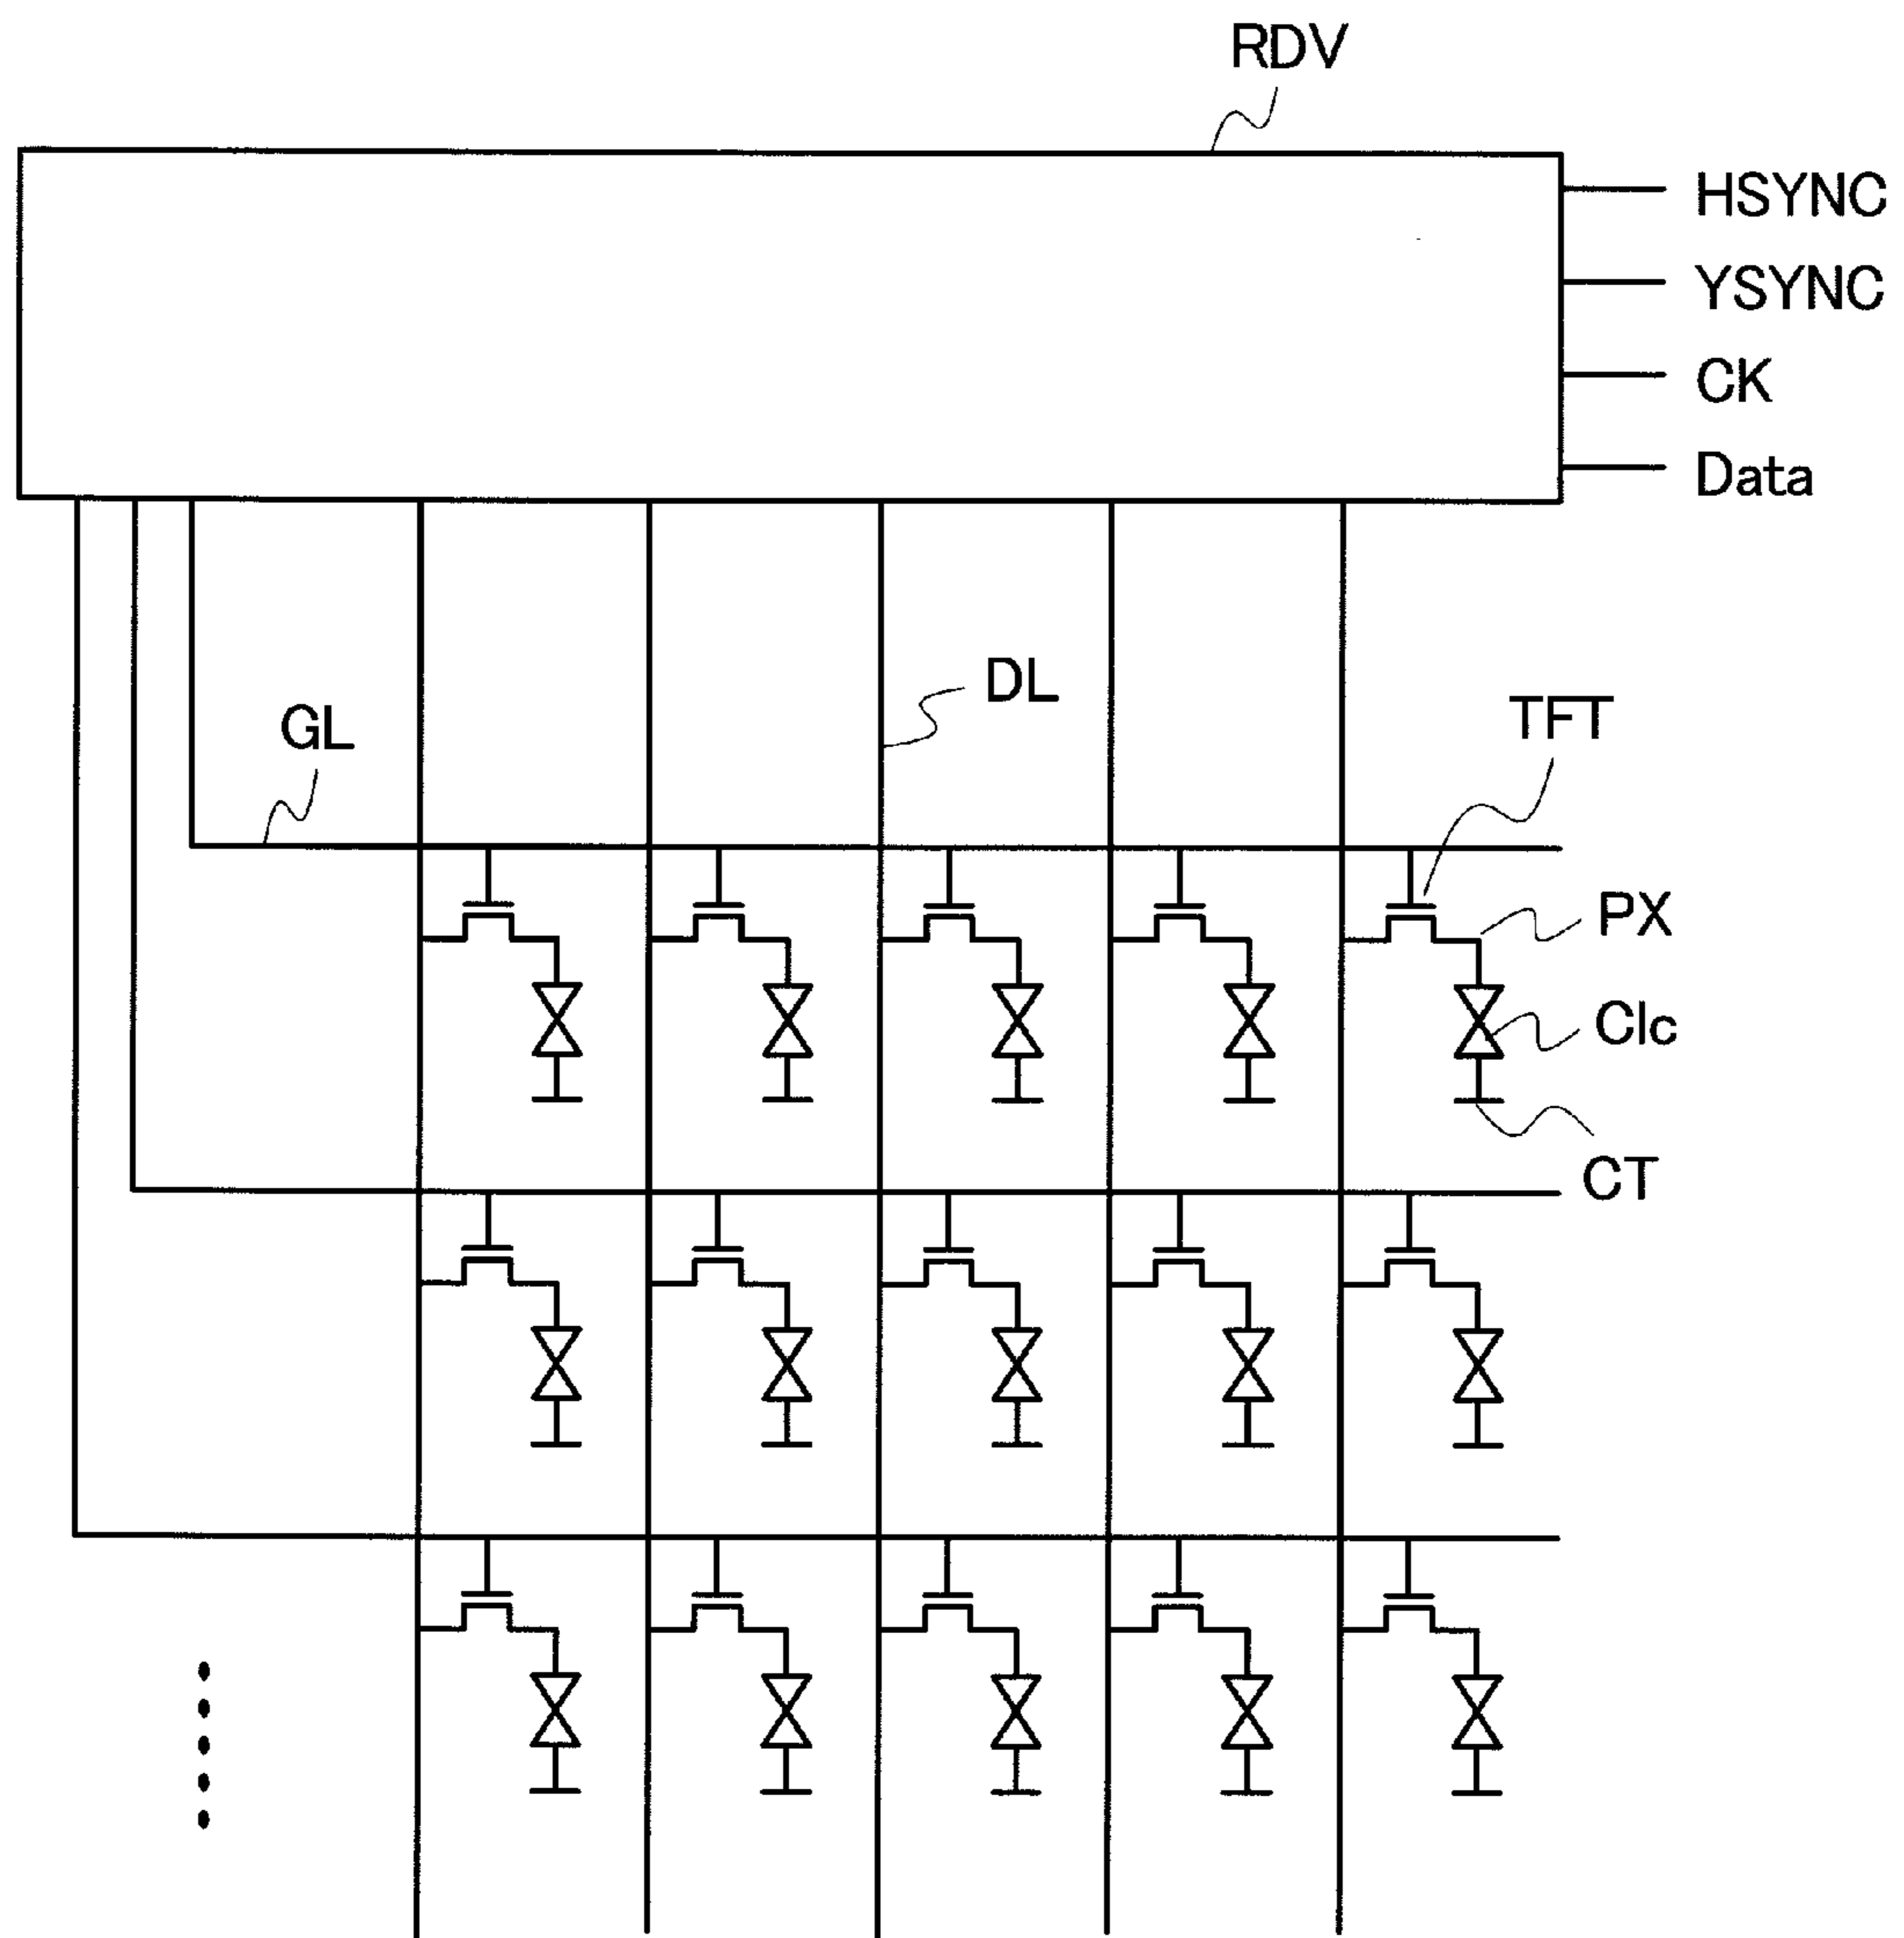 RDV
HSYNC
YSYNC
CK
Data
DL
GL
TFT
PX
Clc
CT